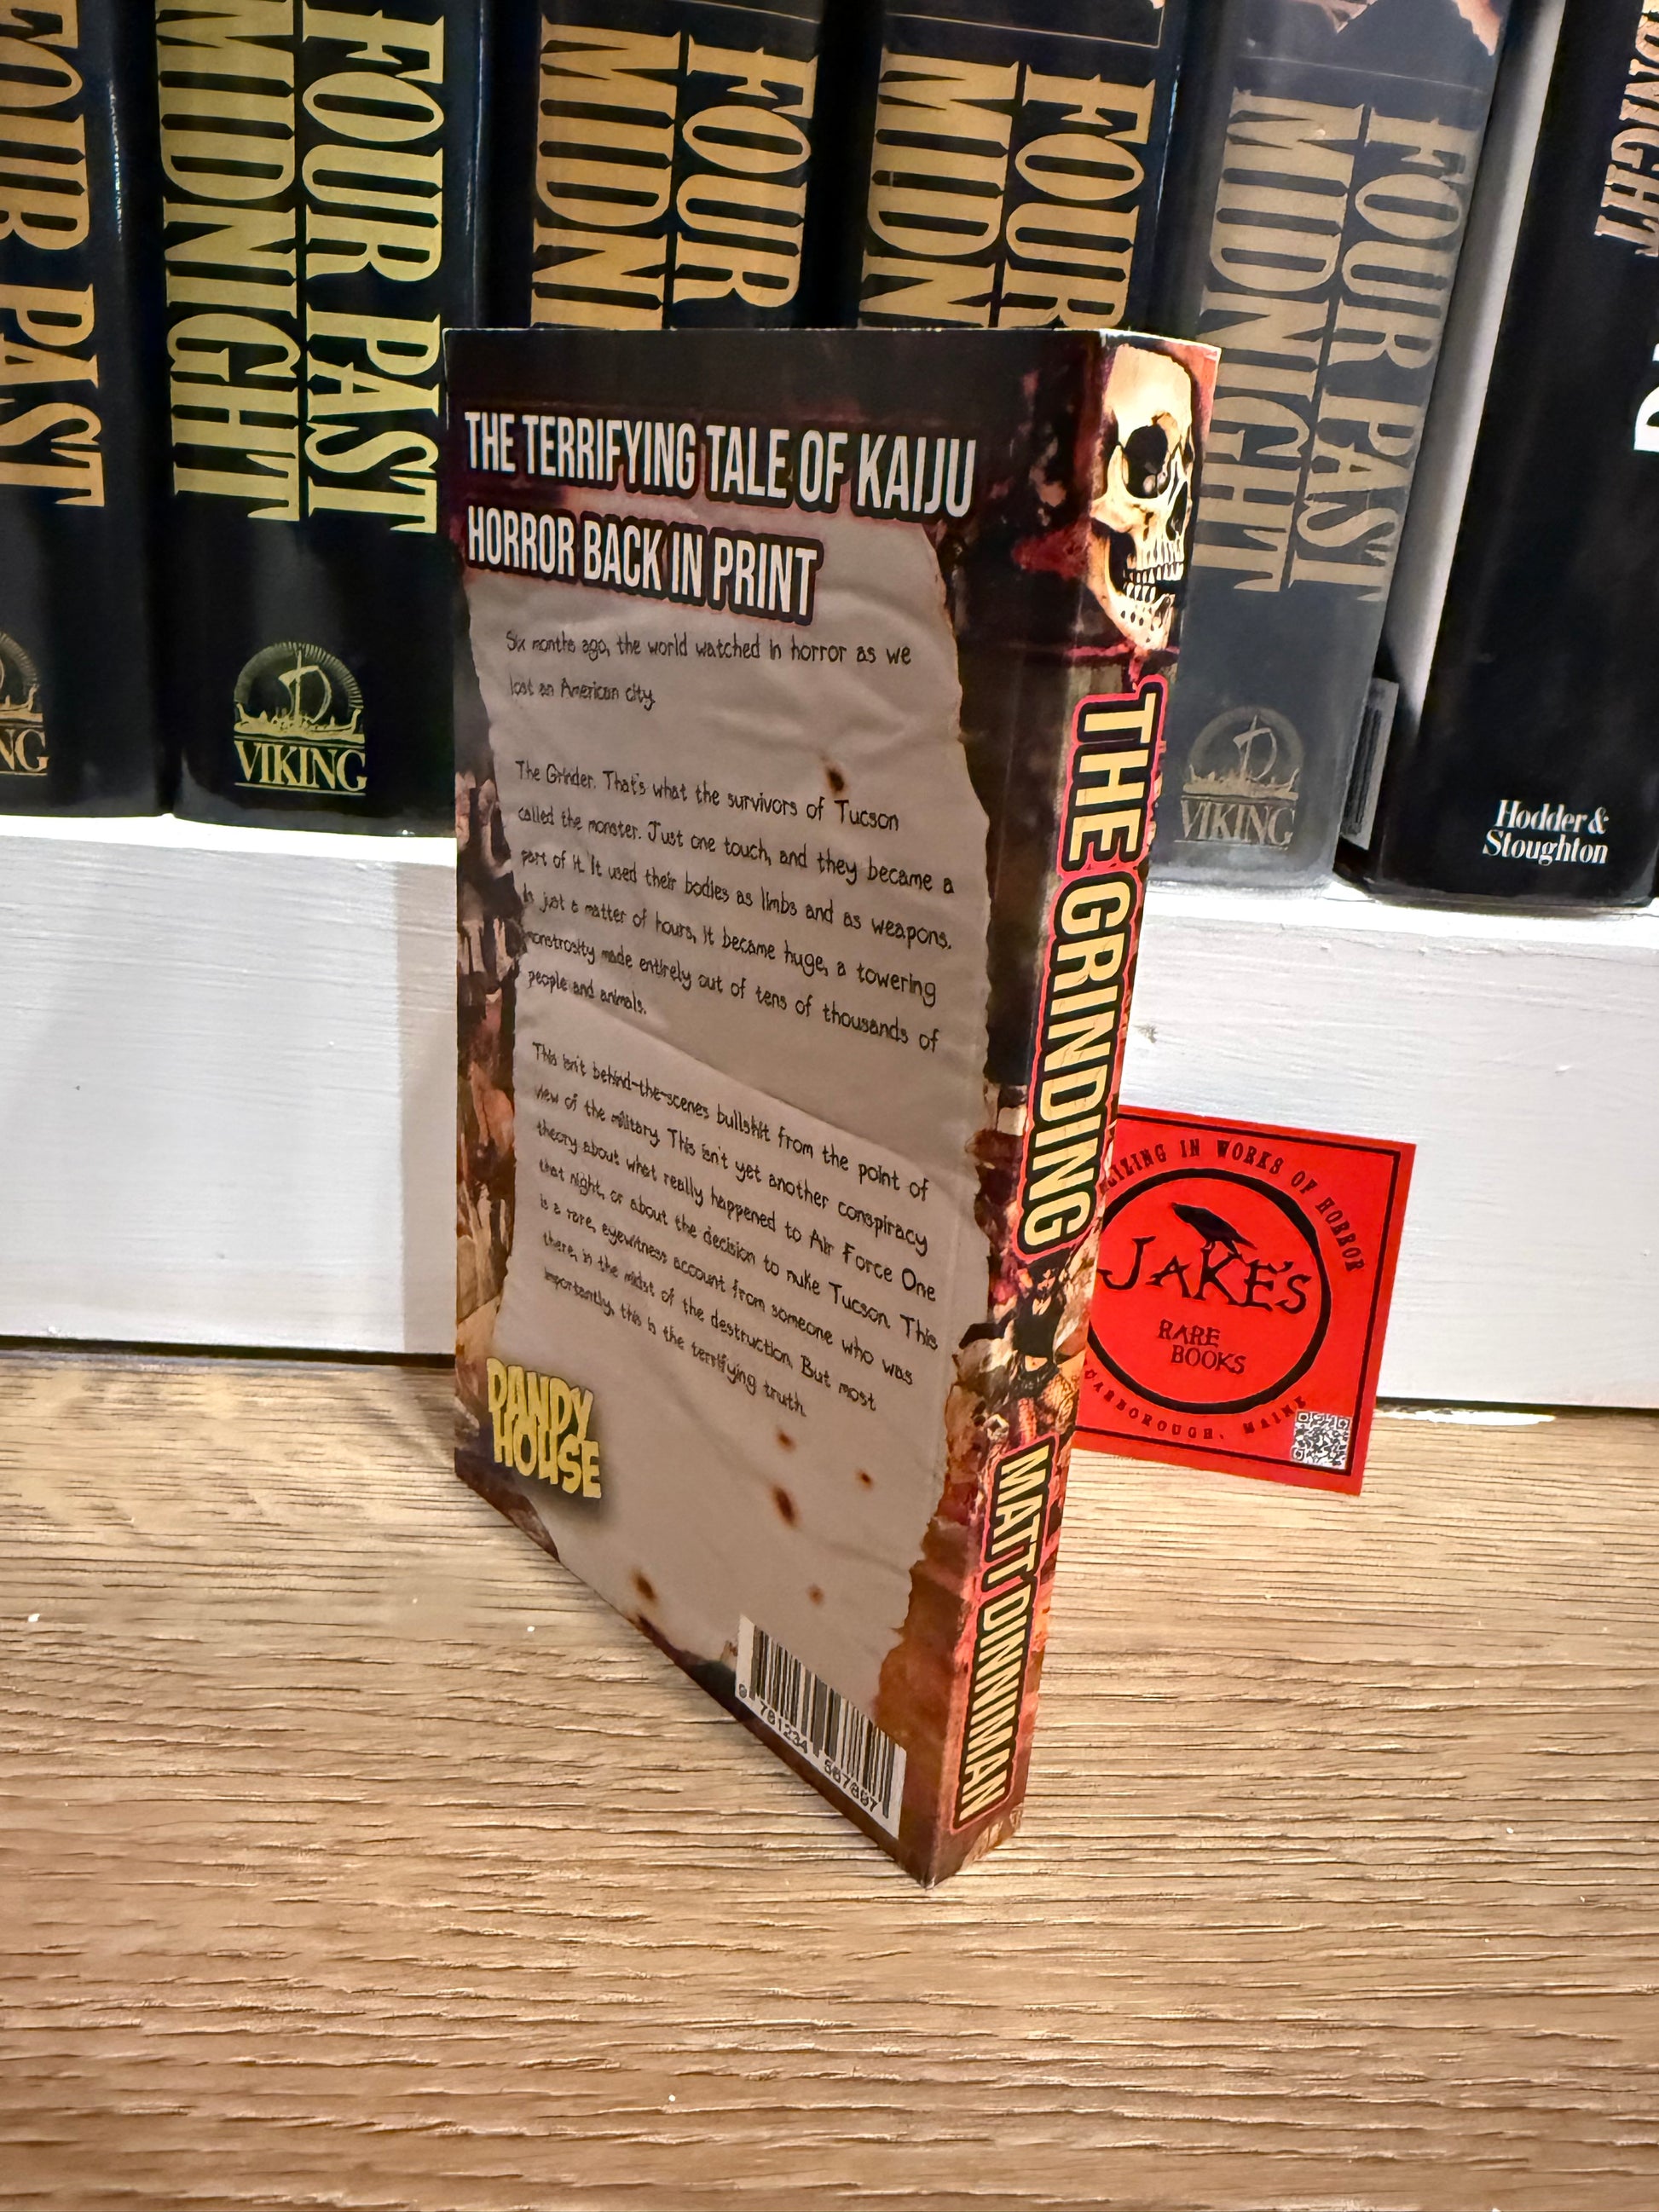 FOUR PAST
MIDNIGHT
FOUR PAST
MIDNI
FOUR
MIDN
FOUR
MIDNIGHT
FOUR PAST
VIKING
VIKING
Hodder &
Stoughton
THE TERRIFYING TALE OF KAIJU
HORROR BACK IN PRINT
Six months ago, the world watched in horror as we
lost an American city.
The Grinder. That's what the survivors of Tucson
called the monster. Just one touch, and they became a
part of it. It used their bodies as limbs and as weapons.
In just a matter of hours, it became huge, a towering
monstrosity made entirely out of tens of thousands of
people and animals.
This isn't behind-the-scenes bullshit from the point of
view of the military. This isn't yet another conspiracy
theory about what really happened to Air Force One
that night, or about the decision to nuke Tucson. This
is a rare, eyewitness account from someone who was
there, in the midst of the destruction. But most
importantly, this is the terrifying truth.
DANDY
HOUSE
9 781234 567897
THE GRINDING
MATT DINNIMAN
IN WORKS OF HORROR
JAKE'S
RARE
BOOKS
CARBOROUGH, MAINE